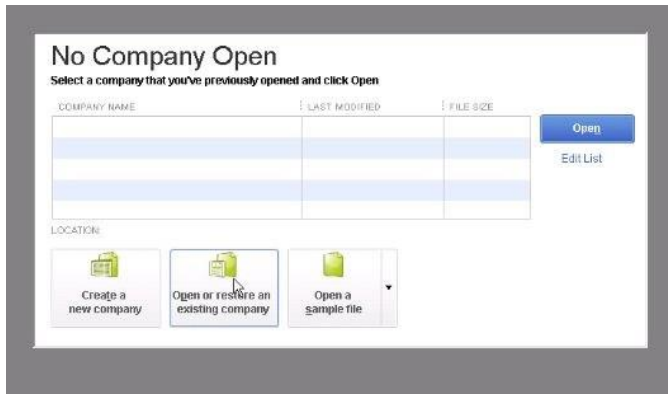 No Company Open
Select a company that you've previously opened and click Open
COMPANY NAME LAST MODIFIED FILE SIZE
Open
Edit List
LOCATION:
Create a
new company
Open or restore an
existing company
Open a
sample file